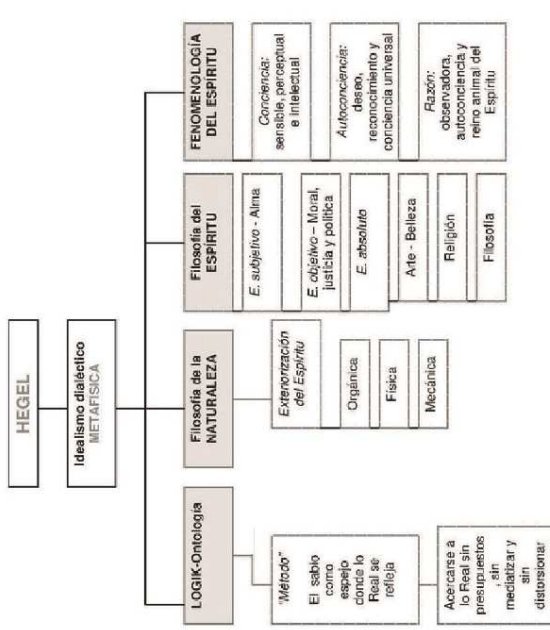 HEGEL
Idealismo dialéctico
METAFISICA
LOGIK-Ontología
"Método"
El sabio
como
espejo
donde lo
Real se
refleja
Acercarse a
lo Real sin
presupuestos
, sin
mediatizar y
sin
distorsionar
Filosofía de la
NATURALEZA
Exteriorización
del Espíritu
Orgánica
Física
Mecánica
Filosofía del
ESPÍRITU
E. subjetivo - Alma
E. objetivo – Moral,
justicia y política
E. absoluto
Arte - Belleza
Religión
Filosofía
FENOMENOLOGÍA
DEL ESPÍRITU
Conciencia:
sensible, perceptual
e intelectual
Autoconciencia:
deseo,
reconocimiento y
conciencia universal
Razón:
observadora,
autoconciencia y
reino animal del
Espíritu